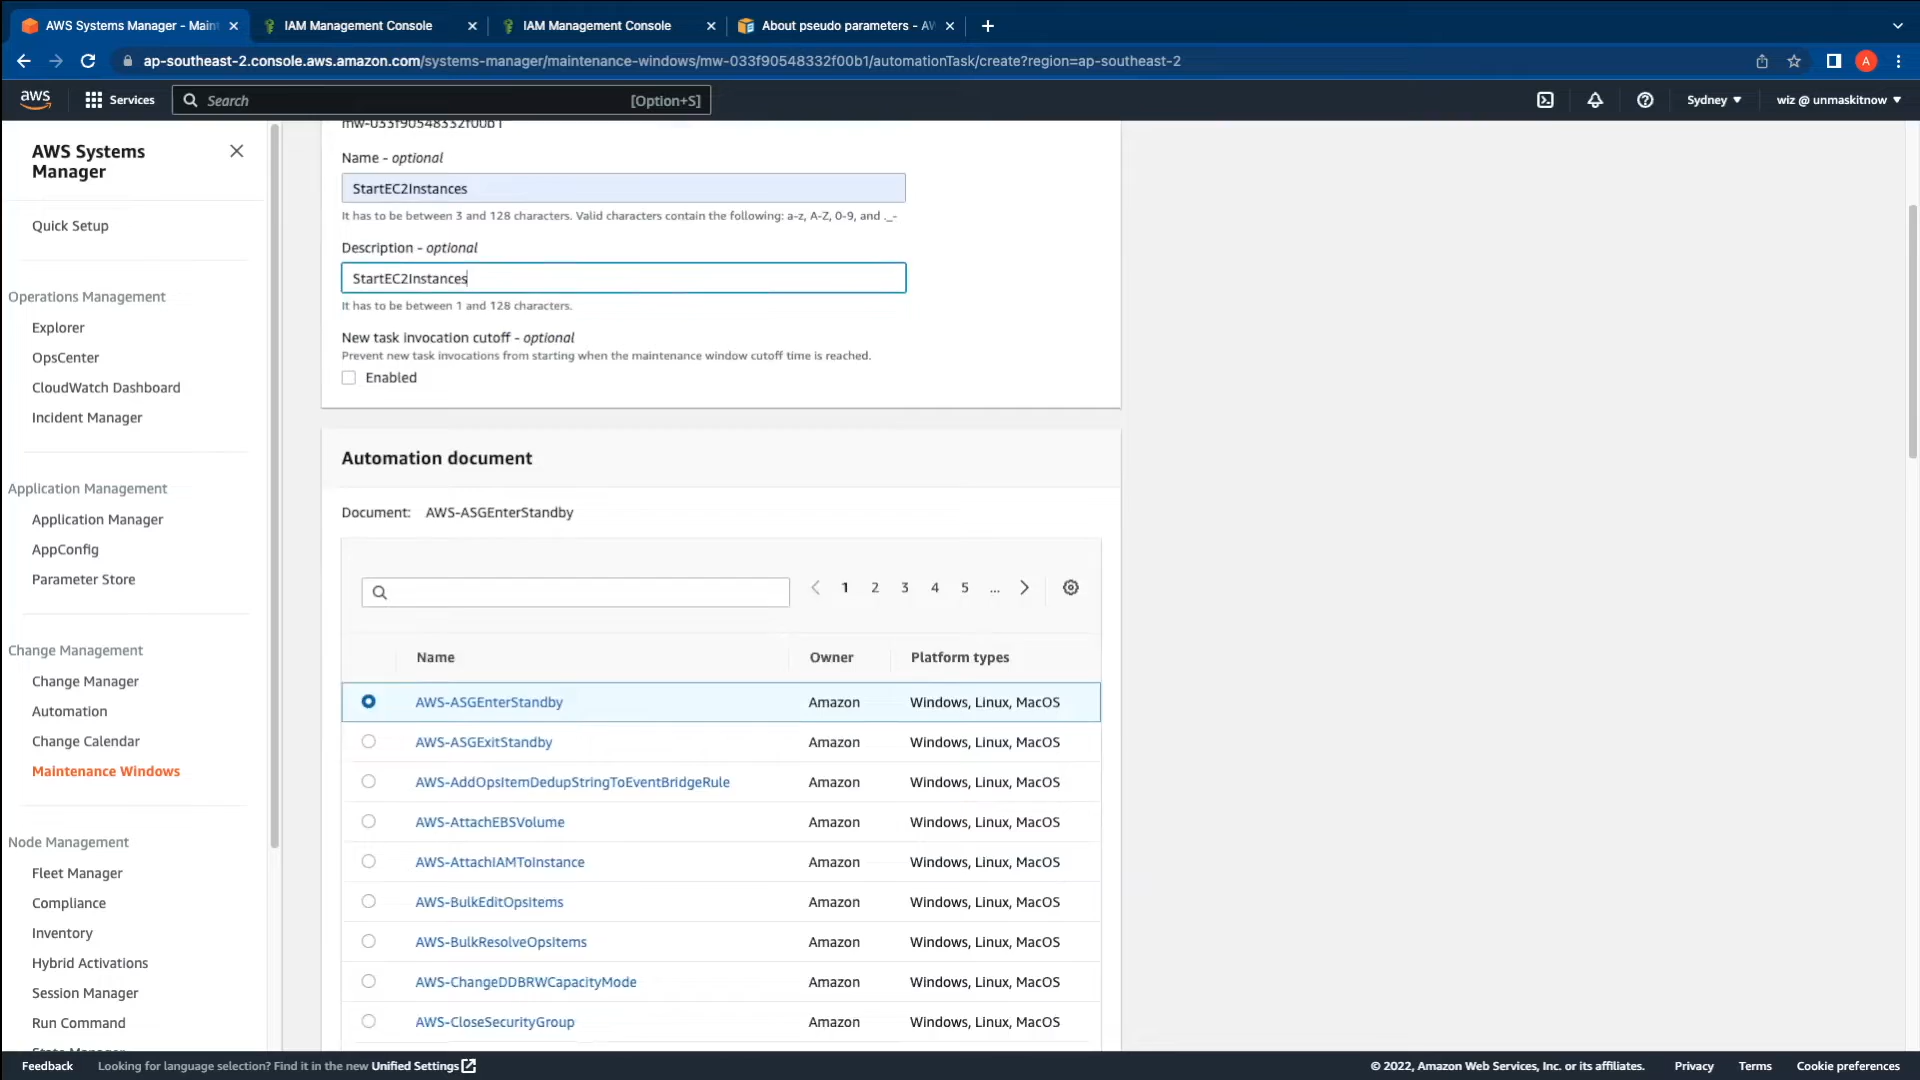 AWS Systems Manager - Main
IAM Management Console
IAM Management Console
About pseudo parameters - AW
ap-southeast-2.console.aws.amazon.com/systems-manager/maintenance-windows/mw-033f90548332f00b1/automationTask/create?region=ap-southeast-2
A
aws
Services
Search
[Option+S]
Sydney
wiz @ unmaskitnow
AWS Systems
Manager
Quick Setup
Operations Management
Explorer
OpsCenter
CloudWatch Dashboard
Incident Manager
Application Management
Application Manager
AppConfig
Parameter Store
Change Management
Change Manager
Automation
Change Calendar
Maintenance Windows
Node Management
Fleet Manager
Compliance
Inventory
Hybrid Activations
Session Manager
Run Command
State Manager
mw-033f90548332f00b1
Name - optional
StartEC2Instances
It has to be between 3 and 128 characters. Valid characters contain the following: a-z, A-Z, 0-9, and ._-
Description - optional
StartEC2Instances
It has to be between 1 and 128 characters.
New task invocation cutoff - optional
Prevent new task invocations from starting when the maintenance window cutoff time is reached.
Enabled
Automation document
Document: AWS-ASGEnterStandby
1 2 3 4 5 ...
Name Owner Platform types
AWS-ASGEnterStandby Amazon Windows, Linux, MacOS
AWS-ASGExitStandby Amazon Windows, Linux, MacOS
AWS-AddOpsItemDedupStringToEventBridgeRule Amazon Windows, Linux, MacOS
AWS-AttachEBSVolume Amazon Windows, Linux, MacOS
AWS-AttachIAMToInstance Amazon Windows, Linux, MacOS
AWS-BulkEditOpsItems Amazon Windows, Linux, MacOS
AWS-BulkResolveOpsItems Amazon Windows, Linux, MacOS
AWS-ChangeDDBRWCapacityMode Amazon Windows, Linux, MacOS
AWS-CloseSecurityGroup Amazon Windows, Linux, MacOS
Feedback
Looking for language selection? Find it in the new Unified Settings
© 2022, Amazon Web Services, Inc. or its affiliates.
Privacy
Terms
Cookie preferences